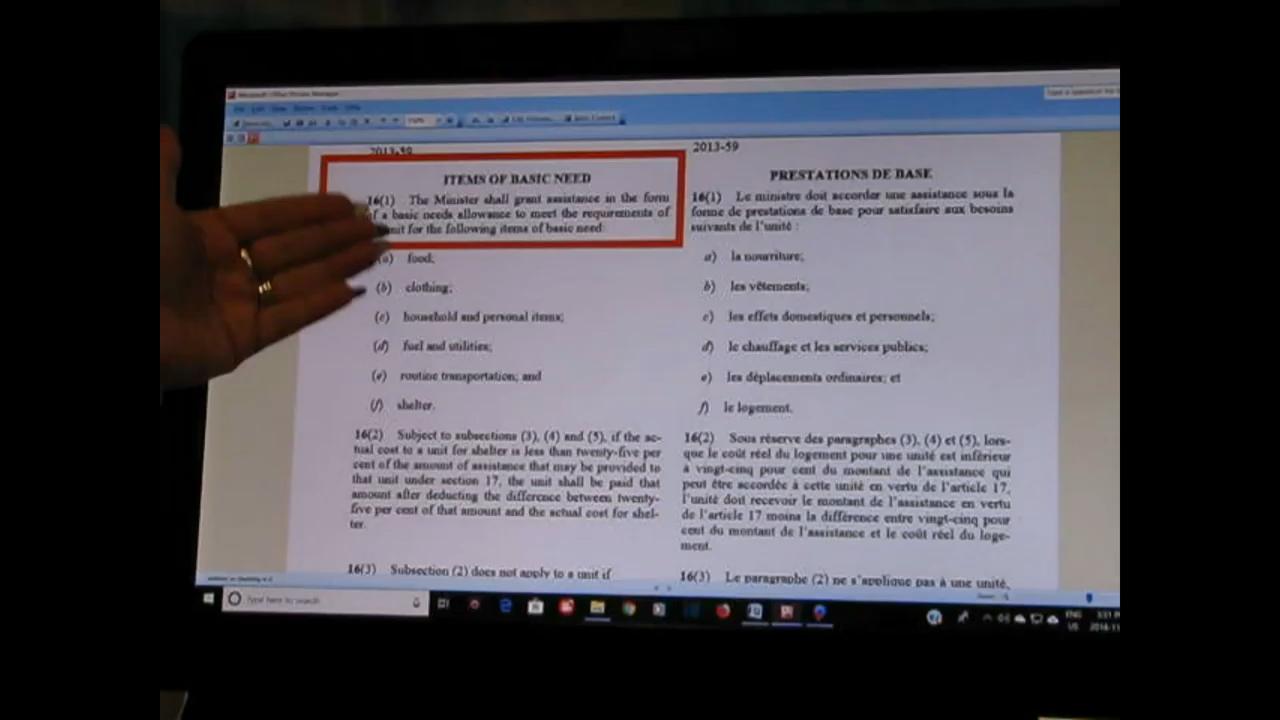 2013-59
ITEMS OF BASIC NEED
16(1) The Minister shall grant assistance in the form
of a basic needs allowance to meet the requirements of
unit for the following items of basic need:
(a) food;
(b) clothing;
(c) household and personal items;
(d) fuel and utilities;
(e) routine transportation; and
(f) shelter.
16(2) Subject to subsections (3), (4) and (5), if the ac-
tual cost to a unit for shelter is less than twenty-five per
cent of the amount of assistance that may be provided to
that unit under section 17, the unit shall be paid that
amount after deducting the difference between twenty-
five per cent of that amount and the actual cost for shel-
ter.
16(3) Subsection (2) does not apply to a unit if
2013-59
PRESTATIONS DE BASE
16(1) Le ministre doit accorder une assistance sous la
forme de prestations de base pour satisfaire aux besoins
suivants de l'unité :
a) la nourriture;
b) les vêtements;
c) les effets domestiques et personnels;
d) le chauffage et les services publics;
e) les déplacements ordinaires; et
f) le logement.
16(2) Sous réserve des paragraphes (3), (4) et (5), lors-
que le coût réel du logement pour une unité est inférieur
à vingt-cinq pour cent du montant de l'assistance qui
peut être accordée à cette unité en vertu de l'article 17,
l'unité doit recevoir le montant de l'assistance en vertu
de l'article 17 moins la différence entre vingt-cinq pour
cent du montant de l'assistance et le coût réel du loge-
ment.
16(3) Le paragraphe (2) ne s'applique pas à une unité,
Type here to search
ENG
US